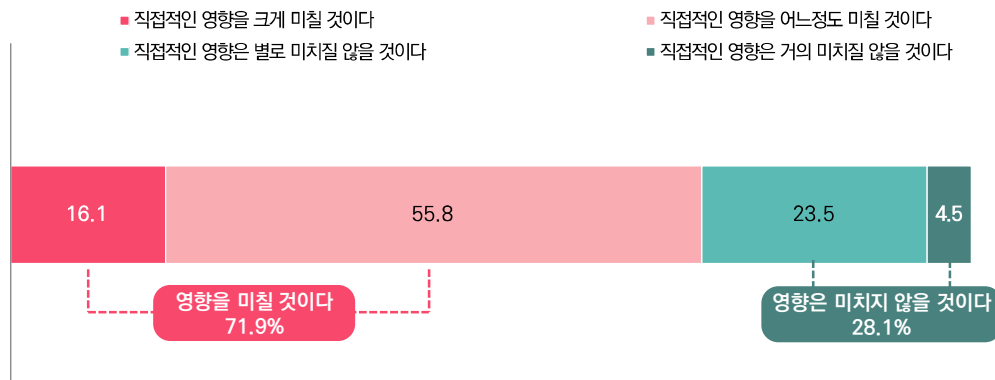 직접적인 영향을 크게 미칠 것이다
직접적인 영향을 어느정도 미칠 것이다
직접적인 영향은 별로 미치질 않을 것이다
직접적인 영향은 거의 미치질 않을 것이다
16.1
55.8
23.5
4.5
영향을 미칠 것이다
71.9%
영향은 미치지 않을 것이다
28.1%